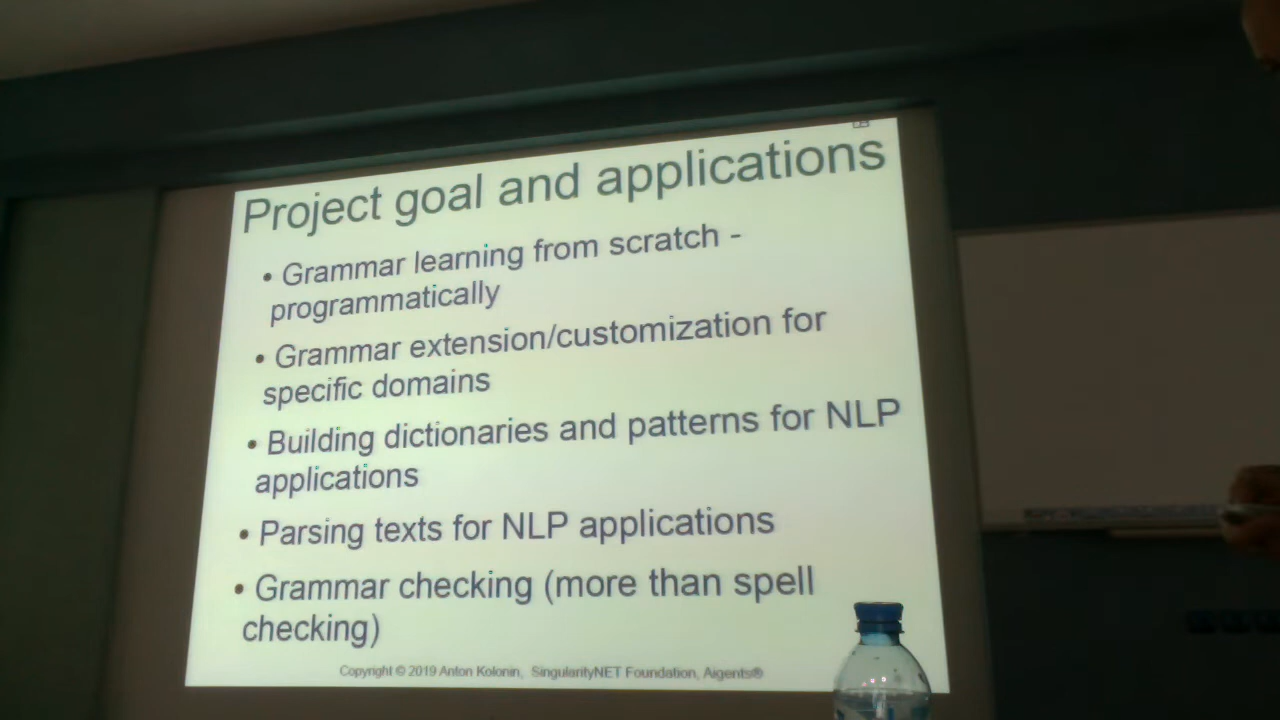 Project goal and applications
• Grammar learning from scratch -
programmatically
• Grammar extension/customization for
specific domains
• Building dictionaries and patterns for NLP
applications
• Parsing texts for NLP applications
• Grammar checking (more than spell
checking)
Copyright © 2019 Anton Kolonin, SingularityNET Foundation, Aigents®